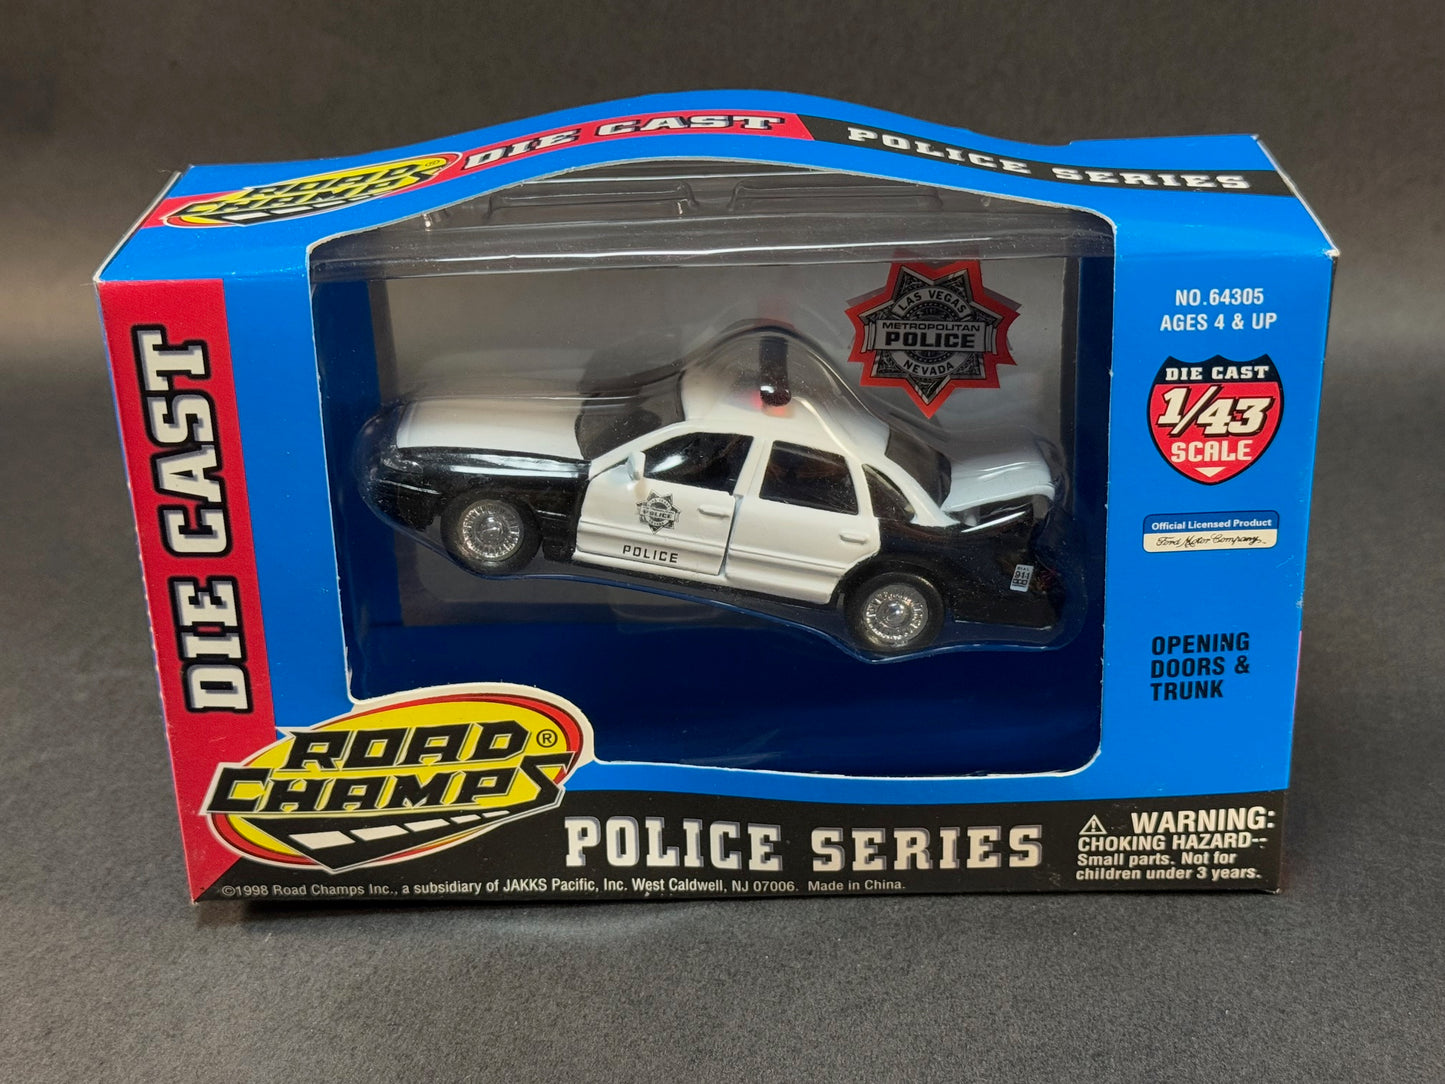 ROAD CHAMPS®
DIE CAST
POLICE SERIES
DIE CAST
LAS VEGAS
METROPOLITAN
POLICE
NEVADA
NO.64305
AGES 4 & UP
DIE CAST
1/43
SCALE
Official Licensed Product
Ford Motor Company
OPENING
DOORS &
TRUNK
POLICE
POLICE
911
ROAD®
CHAMPS
POLICE SERIES
WARNING:
CHOKING HAZARD--
Small parts. Not for
children under 3 years.
©1998 Road Champs Inc., a subsidiary of JAKKS Pacific, Inc. West Caldwell, NJ 07006. Made in China.